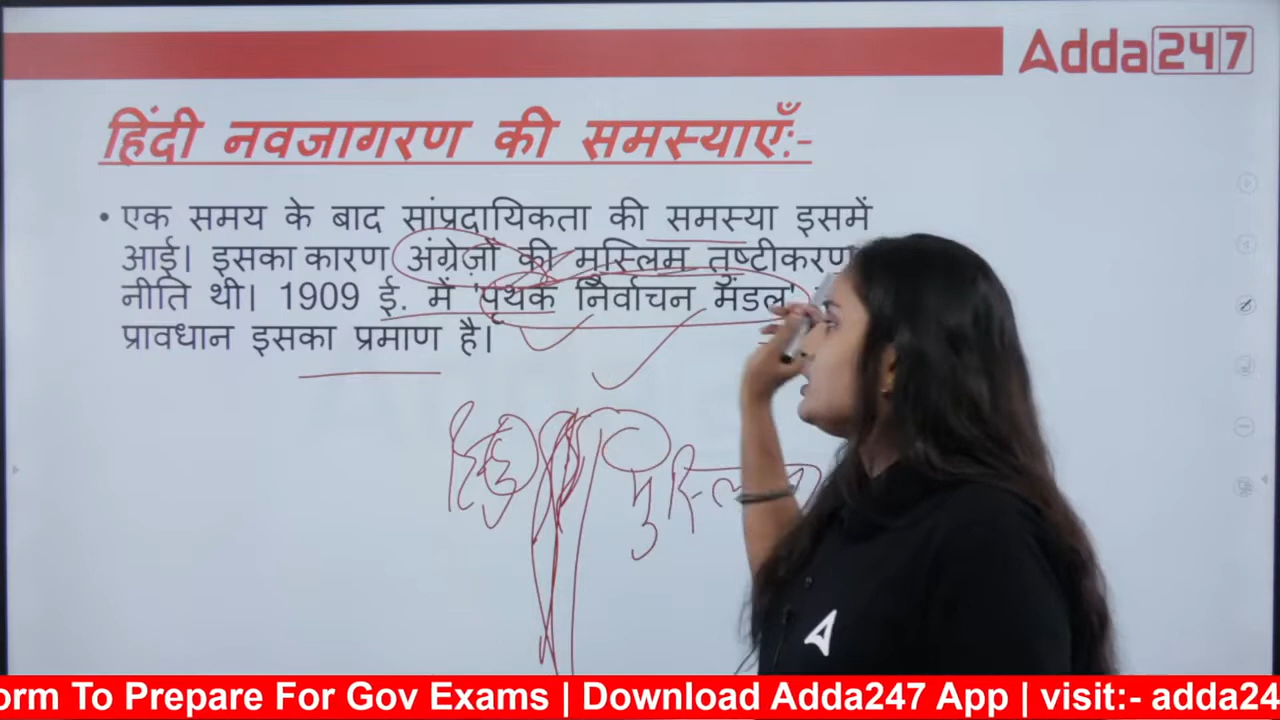 Adda247
हिंदी नवजागरण की समस्याएँ:-
• एक समय के बाद सांप्रदायिकता की समस्या इसमें
आई। इसका कारण अंग्रेज़ों की मुस्लिम तुष्टीकरण
नीति थी। 1909 ई. में 'पृथक निर्वाचन मंडल'
प्रावधान इसका प्रमाण है।
हिंदू
orm To Prepare For Gov Exams | Download Adda247 App | visit:- adda24